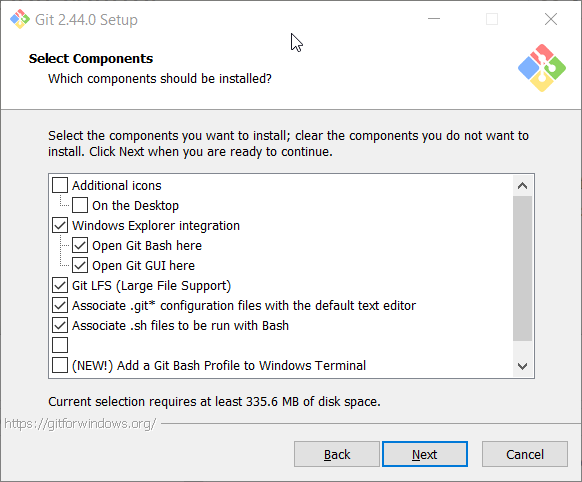 Git 2.44.0 Setup
Select Components
Which components should be installed?
Select the components you want to install; clear the components you do not want to
install. Click Next when you are ready to continue.
Additional icons
On the Desktop
Windows Explorer integration
Open Git Bash here
Open Git GUI here
Git LFS (Large File Support)
Associate .git* configuration files with the default text editor
Associate .sh files to be run with Bash
(NEW!) Add a Git Bash Profile to Windows Terminal
Current selection requires at least 335.6 MB of disk space.
https://gitforwindows.org/
Back Next Cancel